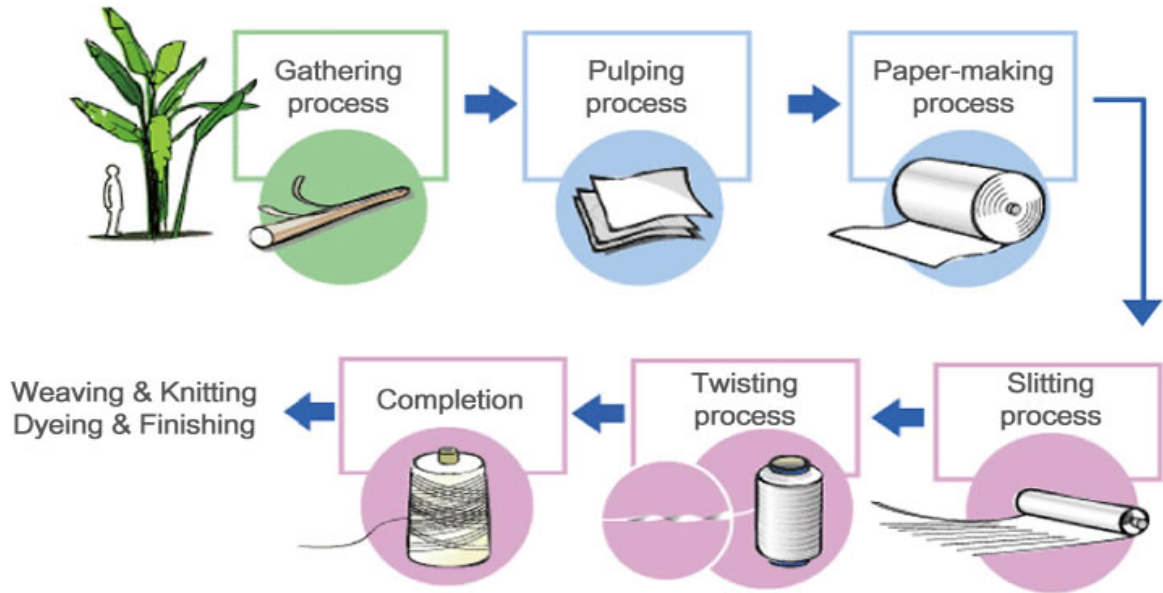 Gathering
process
Pulping
process
Paper-making
process
Slitting
process
Twisting
process
Completion
Weaving & Knitting
Dyeing & Finishing